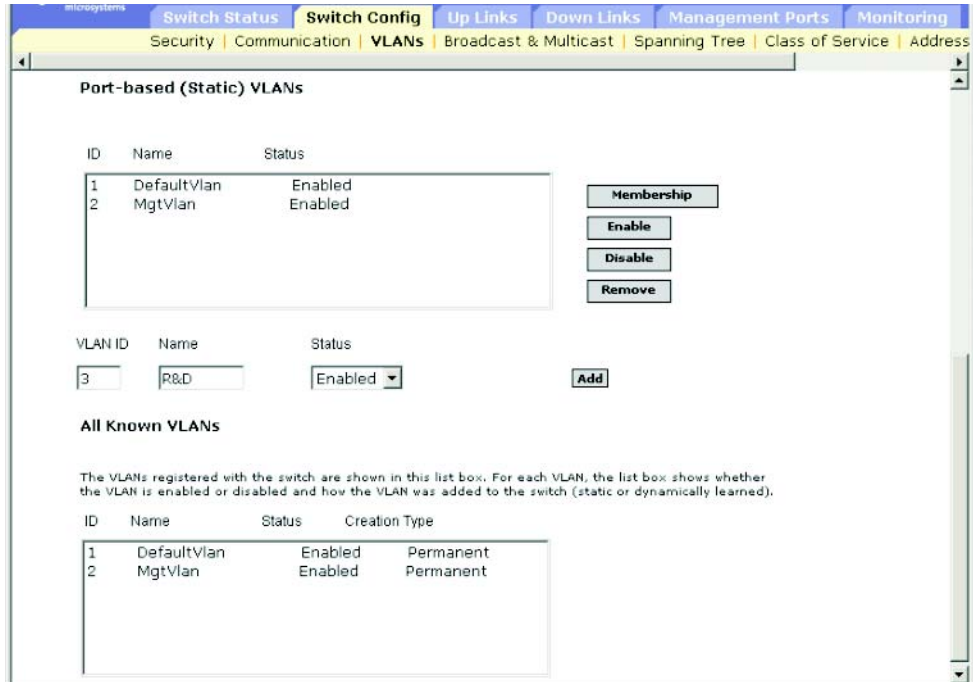 microsystems
Switch Status Switch Config Up Links Down Links Management Ports Monitoring
Security | Communication | VLANs | Broadcast & Multicast | Spanning Tree | Class of Service | Address
Port-based (Static) VLANs
ID Name Status
1 DefaultVlan Enabled
2 MgtVlan Enabled
Membership
Enable
Disable
Remove
VLAN ID Name Status
3 R&D Enabled Add
All Known VLANs
The VLANs registered with the switch are shown in this list box. For each VLAN, the list box shows whether
the VLAN is enabled or disabled and how the VLAN was added to the switch (static or dynamically learned).
ID Name Status Creation Type
1 DefaultVlan Enabled Permanent
2 MgtVlan Enabled Permanent